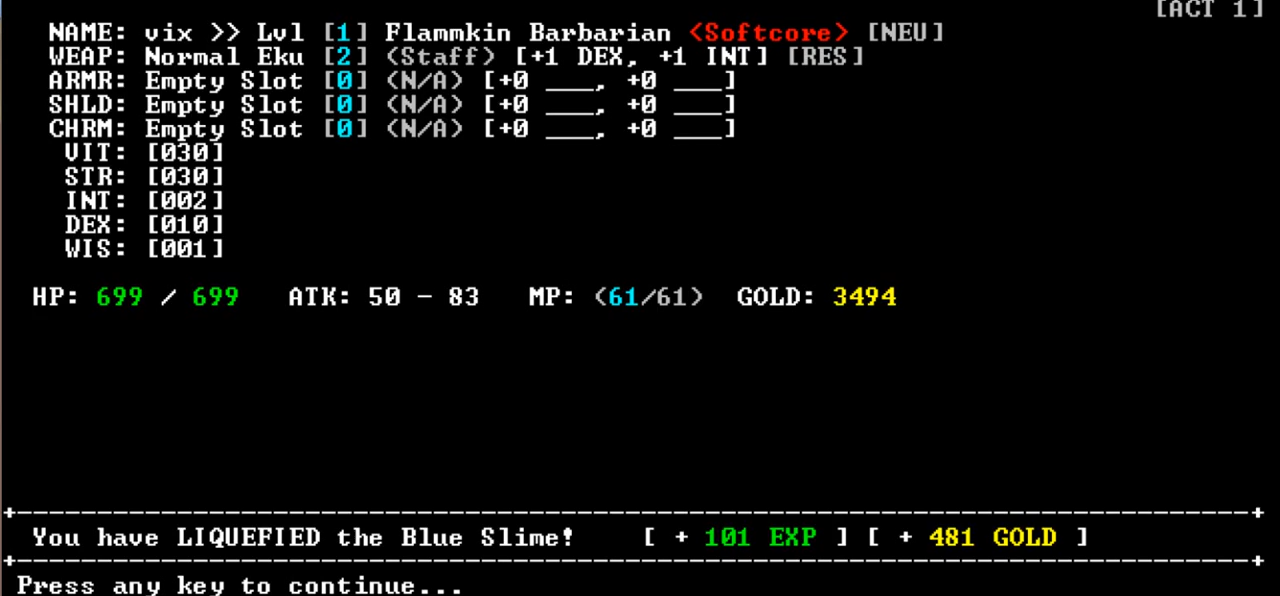 [ACT 1]
NAME: vix >> Lvl [1] Flammkin Barbarian <Softcore> [NEU]
WEAP: Normal Eku [2] (Staff) [+1 DEX, +1 INT] [RES]
ARMR: Empty Slot [0] (N/A) [+0 ___, +0 ___]
SHLD: Empty Slot [0] (N/A) [+0 ___, +0 ___]
CHRM: Empty Slot [0] (N/A) [+0 ___, +0 ___]
VIT: [030]
STR: [030]
INT: [002]
DEX: [010]
WIS: [001]
HP: 699 / 699 ATK: 50 - 83 MP: (61/61) GOLD: 3494
You have LIQUEFIED the Blue Slime! [ + 101 EXP ] [ + 481 GOLD ]
Press any key to continue...